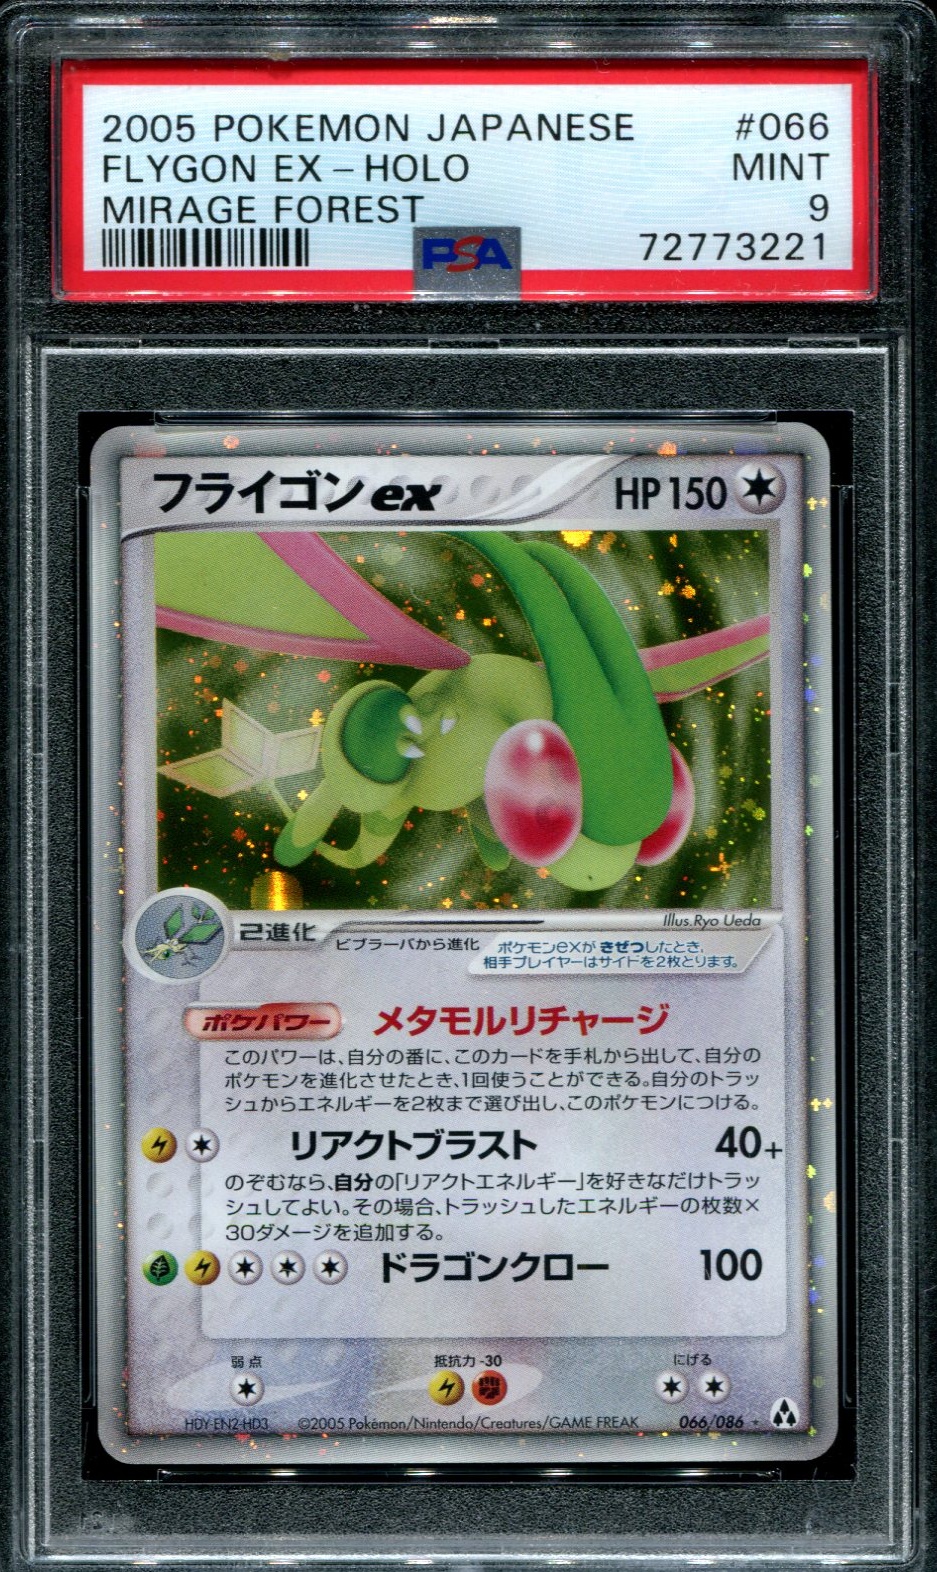 2005 POKEMON JAPANESE #066
FLYGON EX - HOLO MINT
MIRAGE FOREST 9
PSA 72773221
フライゴンex HP150
Illus.Ryo Ueda
2進化 ビブラーバから進化
ポケモンexが きぜつしたとき、
相手プレイヤーはサイドを2枚とります。
ポケパワー メタモルリチャージ
このパワーは、自分の番に、このカードを手札から出して、自分の
ポケモンを進化させたとき、1回使うことができる。自分のトラッ
シュからエネルギーを2枚まで選び出し、このポケモンにつける。
リアクトブラスト 40+
のぞむなら、自分の「リアクトエネルギー」を好きなだけトラッ
シュしてよい。その場合、トラッシュしたエネルギーの枚数×
30ダメージを追加する。
ドラゴンクロー 100
弱点 抵抗力 -30 にげる
HDY-EN2-HD3 ©2005 Pokémon/Nintendo/Creatures/GAME FREAK 066/086